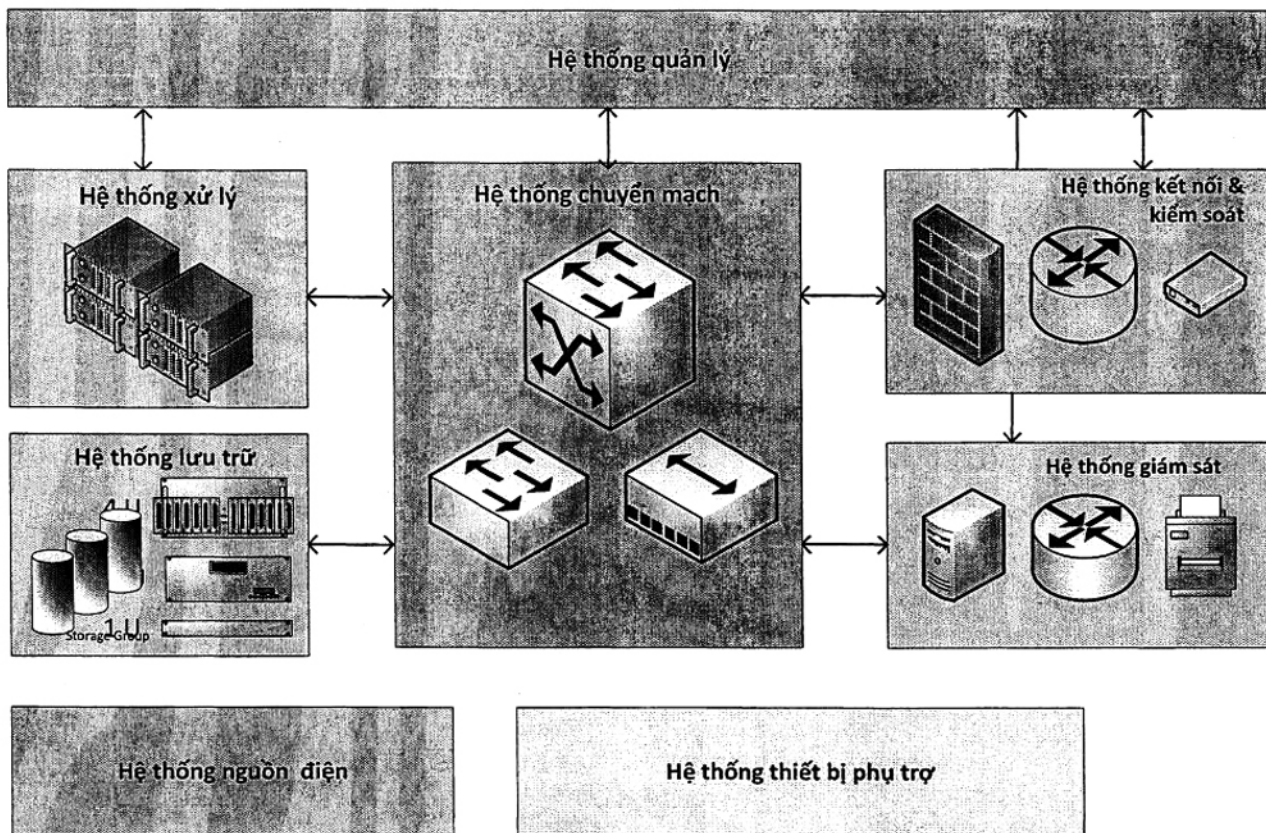 Hệ thống quản lý
Hệ thống xử lý
Hệ thống chuyển mạch
Hệ thống kết nối &
kiểm soát
Hệ thống lưu trữ
Hệ thống giám sát
1 U
Storage Group
Hệ thống nguồn điện
Hệ thống thiết bị phụ trợ